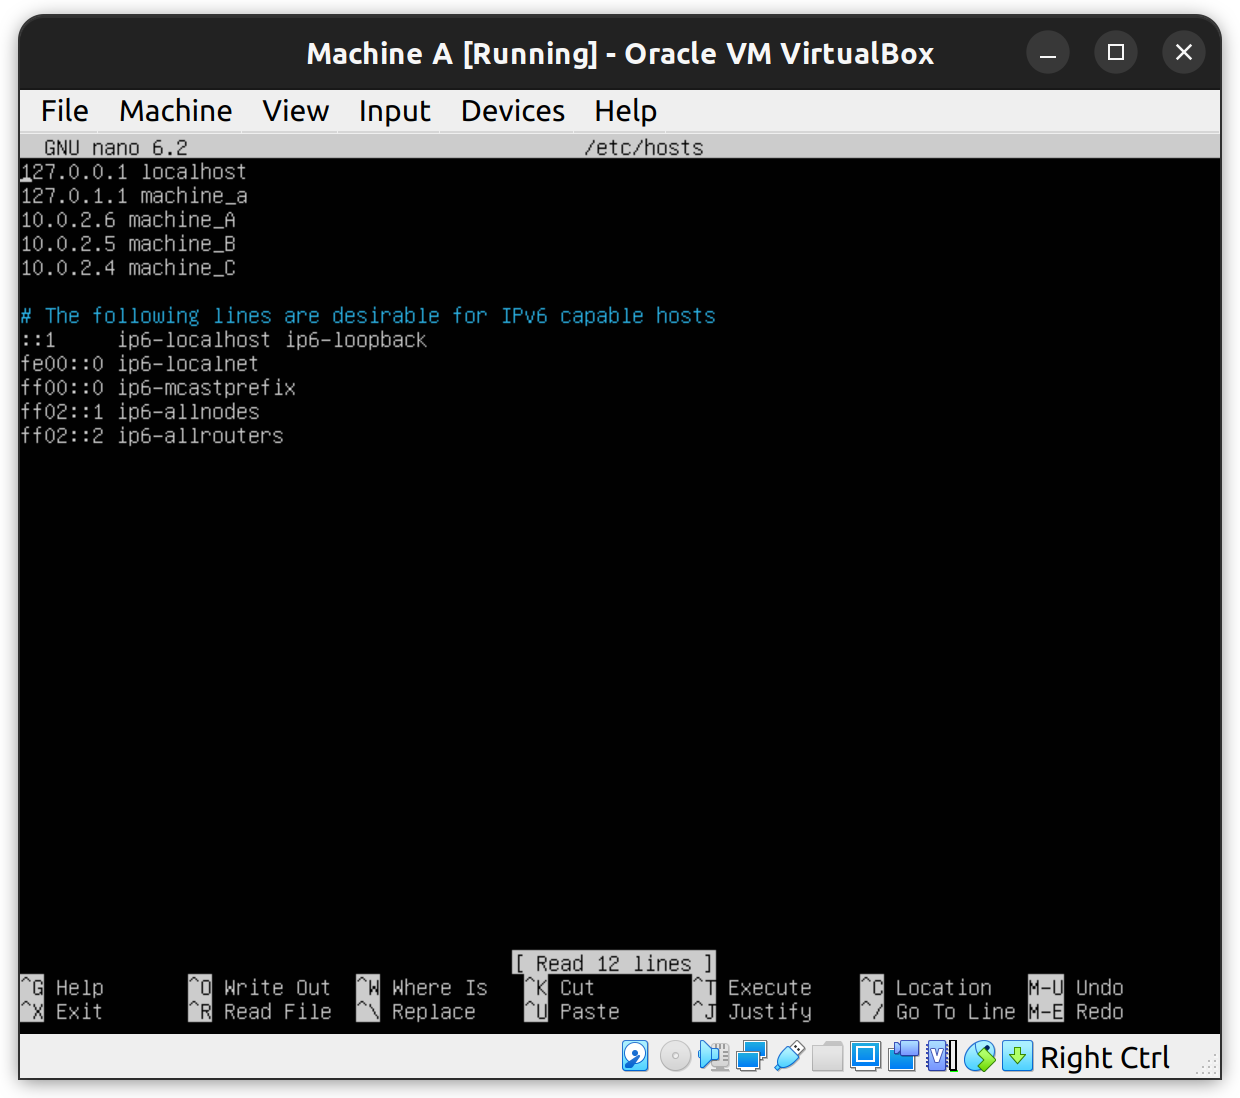 Machine A [Running] - Oracle VM VirtualBox
File Machine View Input Devices Help
GNU nano 6.2 /etc/hosts
127.0.0.1 localhost
127.0.1.1 machine_a
10.0.2.6 machine_A
10.0.2.5 machine_B
10.0.2.4 machine_C
# The following lines are desirable for IPv6 capable hosts
::1 ip6-localhost ip6-loopback
fe00::0 ip6-localnet
ff00::0 ip6-mcastprefix
ff02::1 ip6-allnodes
ff02::2 ip6-allrouters
[ Read 12 lines ]
^G Help ^O Write Out ^W Where Is ^K Cut ^T Execute ^C Location M-U Undo
^X Exit ^R Read File ^\ Replace ^U Paste ^J Justify ^/ Go To Line M-E Redo
Right Ctrl